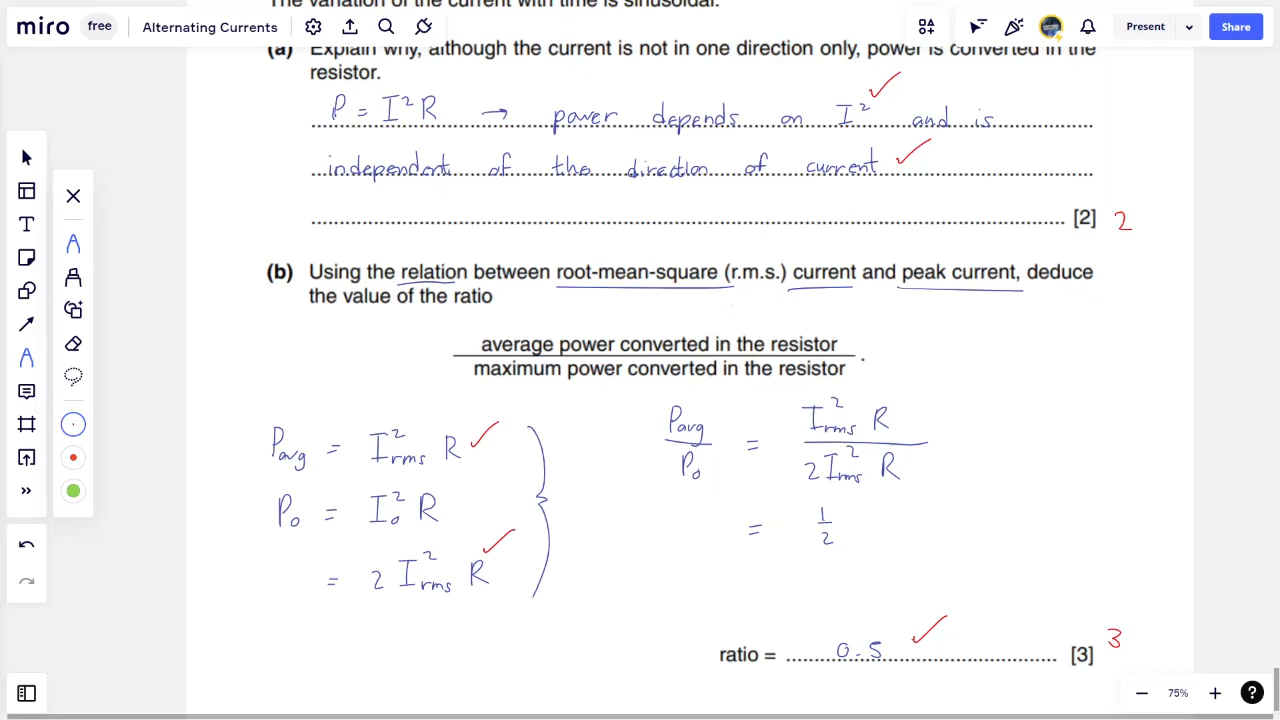 The variation of the current with time is sinusoidal.
miro free Alternating Currents Present Share
(a) Explain why, although the current is not in one direction only, power is converted in the
resistor.
P = I² R → power depends on I² and is
independent of the direction of current
[2] 2
(b) Using the relation between root-mean-square (r.m.s.) current and peak current, deduce
the value of the ratio
average power converted in the resistor
maximum power converted in the resistor .
Pavg = I²rms R
P₀ = I₀² R
= 2 I²rms R
Pavg / P₀ = I²rms R / 2 I²rms R
= 1/2
ratio = 0.5 [3] 3
75%